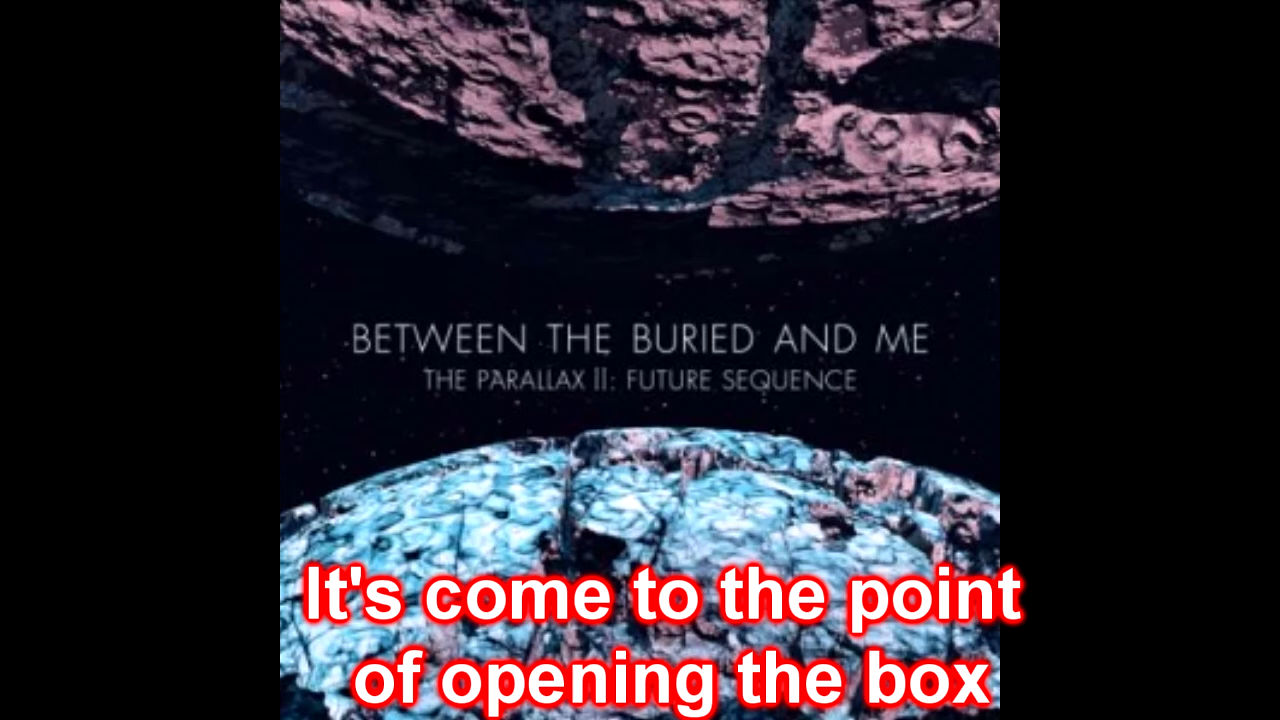 BETWEEN THE BURIED AND ME
THE PARALLAX II: FUTURE SEQUENCE
It's come to the point
of opening the box